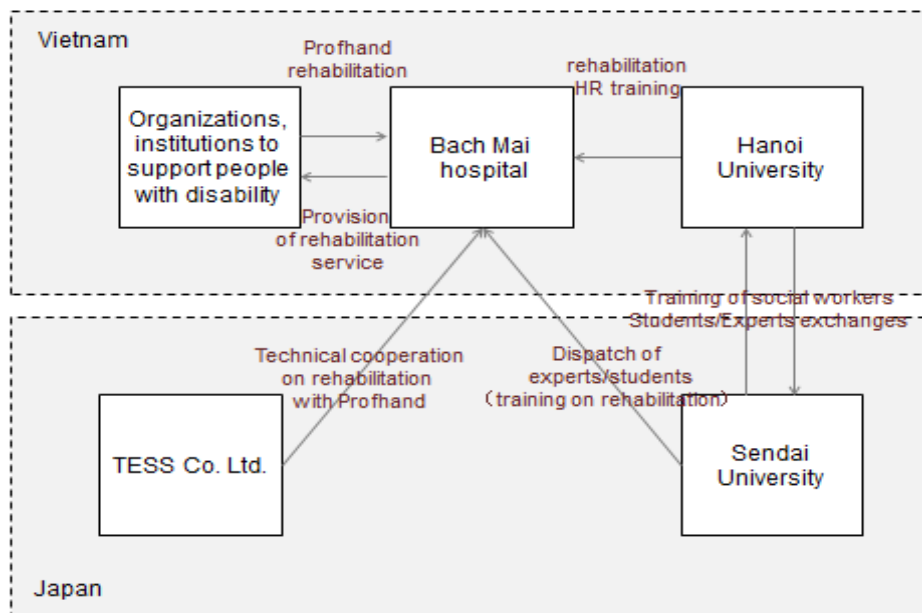 Vietnam
Profhand
rehabilitation
rehabilitation
HR training
Organizations,
institutions to
support people
with disability
Bach Mai
hospital
Hanoi
University
Provision
of rehabilitation
service
Training of social workers
Students/Experts exchanges
Technical cooperation
on rehabilitation
with Profhand
Dispatch of
experts/students
（training on rehabilitation）
TESS Co. Ltd.
Sendai
University
Japan